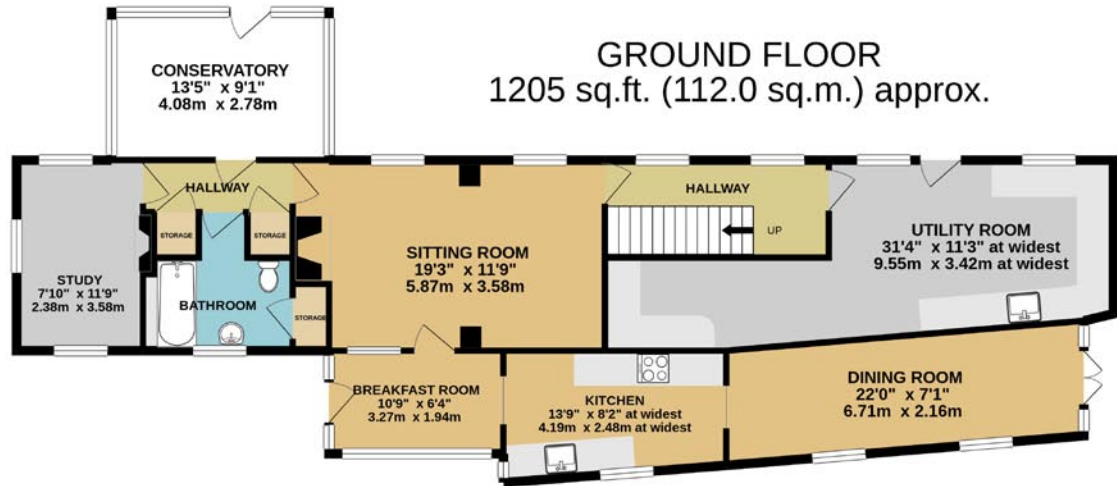 GROUND FLOOR
1205 sq.ft. (112.0 sq.m.) approx.
CONSERVATORY
13'5" x 9'1"
4.08m x 2.78m
HALLWAY
STORAGE
STORAGE
STUDY
7'10" x 11'9"
2.38m x 3.58m
BATHROOM
STORAGE
SITTING ROOM
19'3" x 11'9"
5.87m x 3.58m
HALLWAY
UP
UTILITY ROOM
31'4" x 11'3" at widest
9.55m x 3.42m at widest
BREAKFAST ROOM
10'9" x 6'4"
3.27m x 1.94m
KITCHEN
13'9" x 8'2" at widest
4.19m x 2.48m at widest
DINING ROOM
22'0" x 7'1"
6.71m x 2.16m